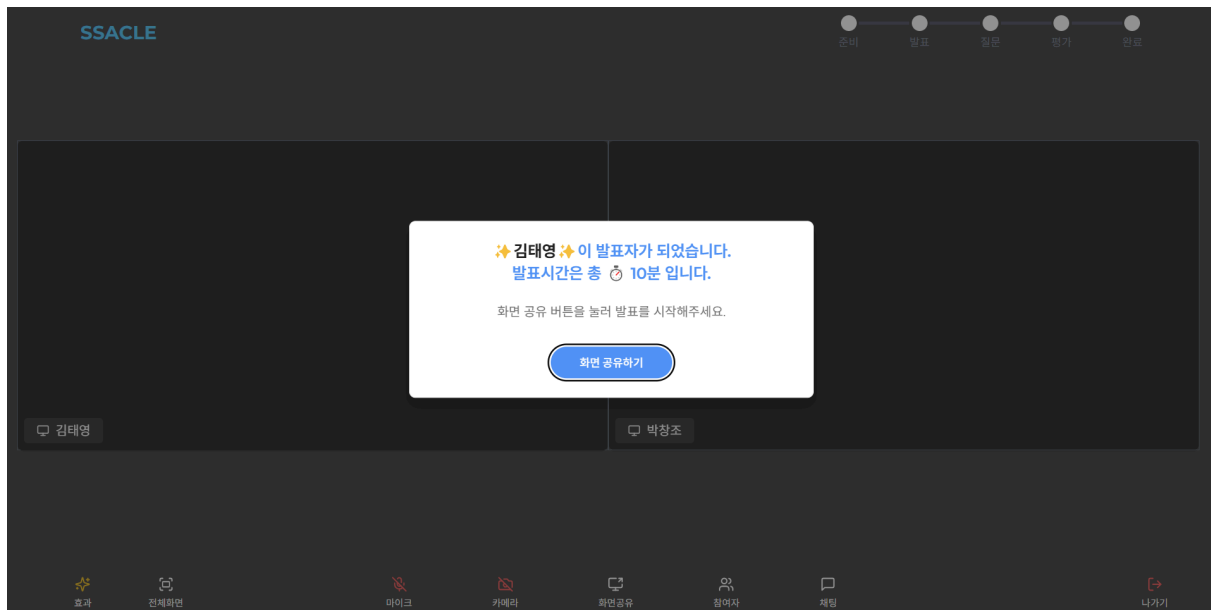 SSACLE
준비 발표 질문 평가 완료
✨김태영✨이 발표자가 되었습니다.
발표시간은 총 ⏱ 10분 입니다.
화면 공유 버튼을 눌러 발표를 시작해주세요.
화면 공유하기
김태영
박창조
효과 전체화면 마이크 카메라 화면공유 참여자 채팅 나가기